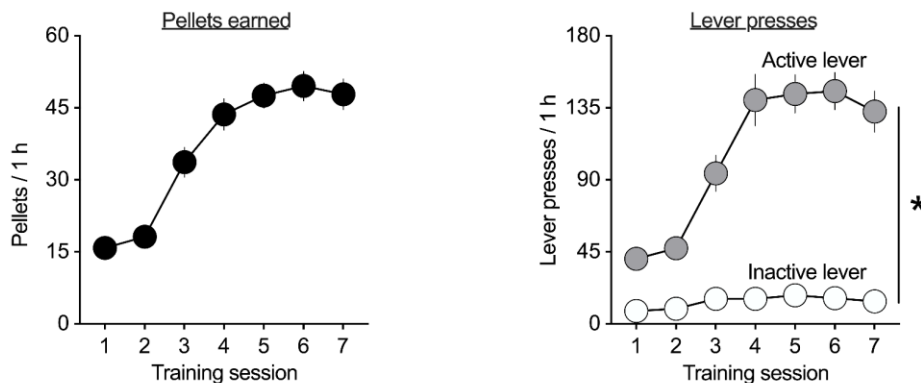 Pellets earned
60
45
30
15
0
Pellets / 1 h
1 2 3 4 5 6 7
Training session
Lever presses
180
135
90
45
0
Lever presses / 1 h
Active lever
Inactive lever
*
1 2 3 4 5 6 7
Training session